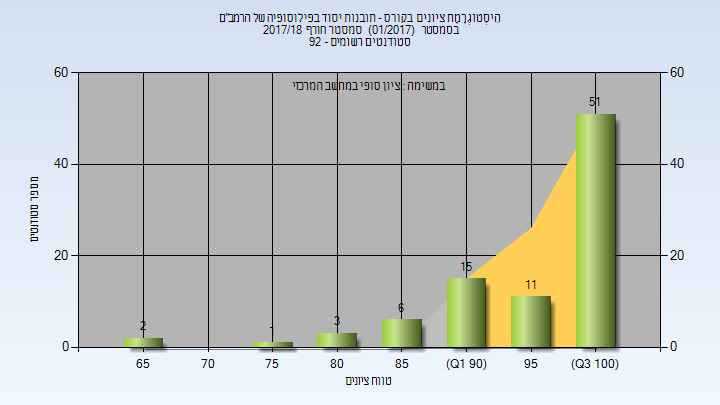 היסטוגרמת ציונים בקורס - תובנות יסוד בפילוסופיה של הרמב"ם
בסמסטר (01/2017) סמסטר חורף 2017/18
סטודנטים רשומים - 92
במשימה : ציון סופי במחשב המרכזי
60 60
51
40 40
מספר סטודנטים
20 20
15
11
6
3
2
1
0 0
65 70 75 80 85 (Q1 90) 95 (Q3 100)
טווח ציונים